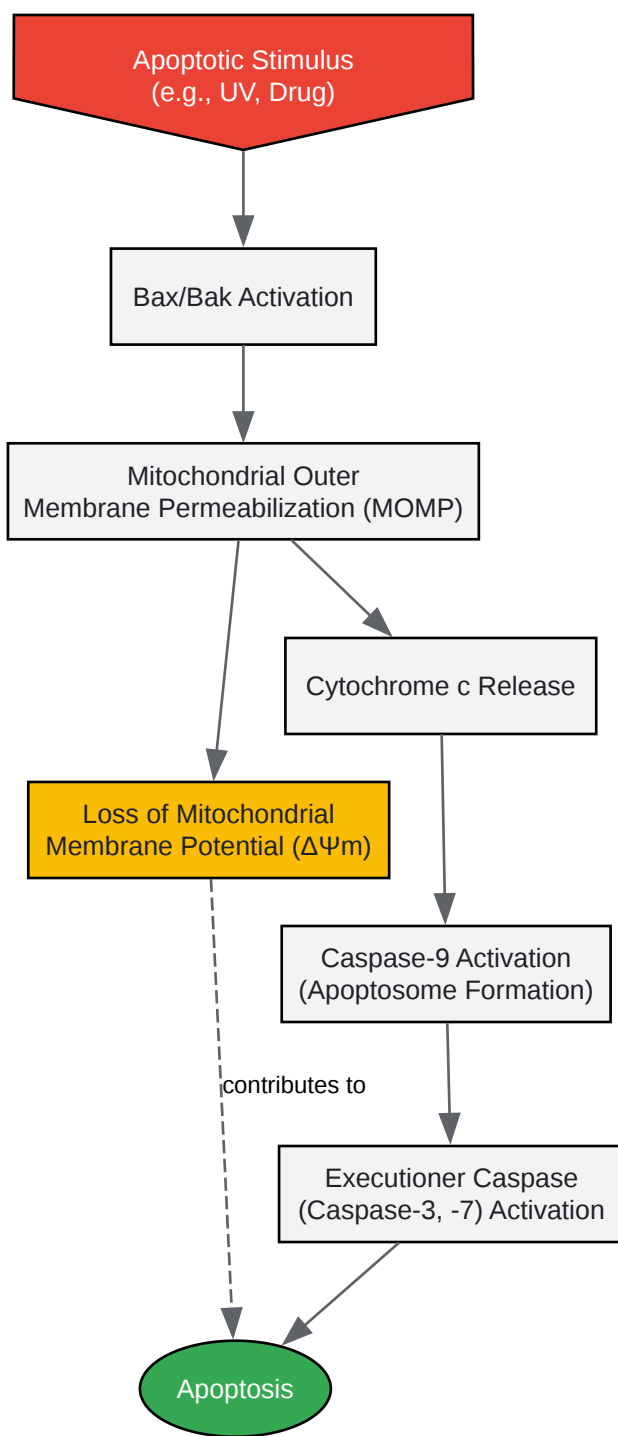 Apoptotic Stimulus
(e.g., UV, Drug)
Bax/Bak Activation
Mitochondrial Outer
Membrane Permeabilization (MOMP)
Cytochrome c Release
Loss of Mitochondrial
Membrane Potential (ΔΨm)
Caspase-9 Activation
(Apoptosome Formation)
contributes to
Executioner Caspase
(Caspase-3, -7) Activation
Apoptosis